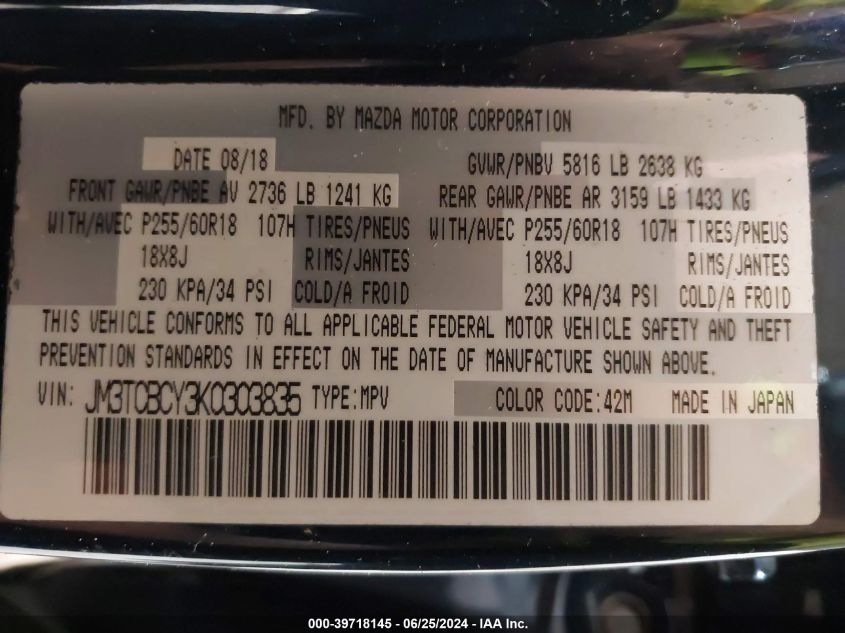 MFD. BY MAZDA MOTOR CORPORATION
DATE 08/18 GVWR/PNBV 5816 LB 2638 KG
FRONT GAWR/PNBE AV 2736 LB 1241 KG REAR GAWR/PNBE AR 3159 LB 1433 KG
WITH/AVEC P255/60R18 107H TIRES/PNEUS WITH/AVEC P255/60R18 107H TIRES/PNEUS
18X8J RIMS/JANTES 18X8J RIMS/JANTES
230 KPA/34 PSI COLD/A FROID 230 KPA/34 PSI COLD/A FROID
THIS VEHICLE CONFORMS TO ALL APPLICABLE FEDERAL MOTOR VEHICLE SAFETY AND THEFT
PREVENTION STANDARDS IN EFFECT ON THE DATE OF MANUFACTURE SHOWN ABOVE.
VIN: JM3TCBCY3K0303835 TYPE:MPV COLOR CODE:42M MADE IN JAPAN
000-39718145 - 06/25/2024 - IAA Inc.